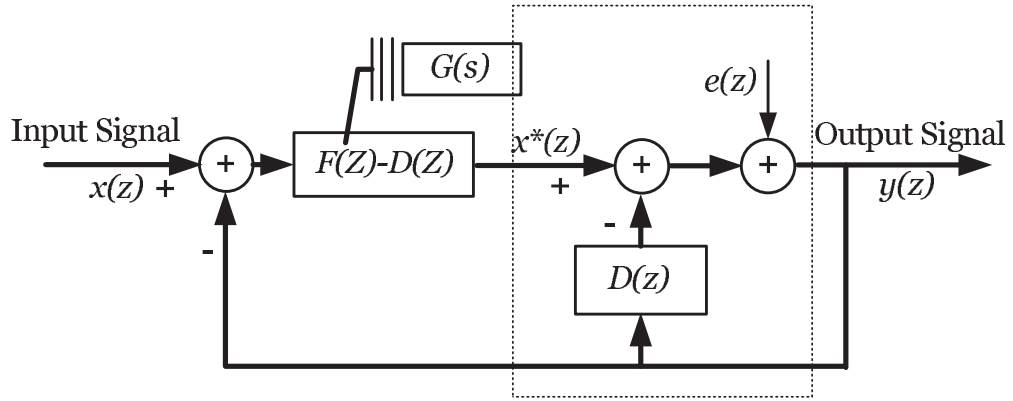 G(s)
e(z)
Input Signal
x(z) +
+
F(Z)-D(Z)
x*(z)
+
+
+
Output Signal
y(z)
-
-
D(z)